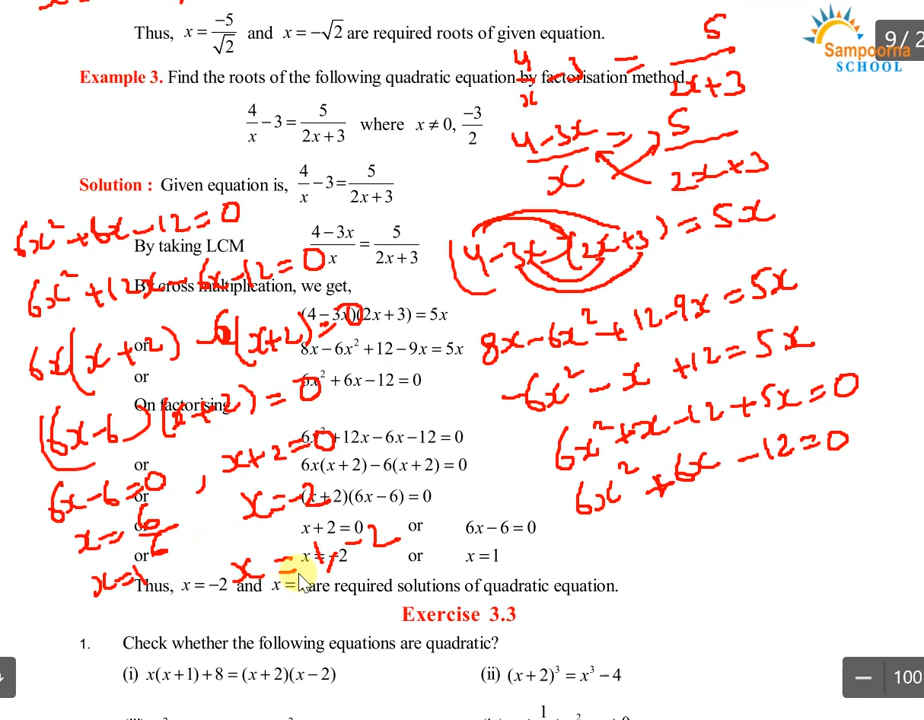 Thus, x = -5/√2 and x = -√2 are required roots of given equation.
9 / 2
Sampoorna
SCHOOL
4/x - 3 = 5/2x+3
Example 3. Find the roots of the following quadratic equation by factorisation method.
4/x - 3 = 5/2x+3 where x ≠ 0, -3/2
4-3x/x = 5/2x+3
Solution : Given equation is, 4/x - 3 = 5/2x+3
6x² + 6x - 12 = 0
By taking LCM 4-3x/x = 5/2x+3
(4-3x)(2x+3) = 5x
6x² + 12x - 6x - 12 = 0
By cross multiplication, we get,
(4-3x)(2x+3) = 5x
8x - 6x² + 12 - 9x = 5x
6x(x+2) - 6(x+2) = 0
or 8x - 6x² + 12 - 9x = 5x
-6x² - x + 12 = 5x
or 6x² + 6x - 12 = 0
(6x-6)(x+2) = 0
6x² + x - 12 + 5x = 0
On factorising
6x² + 12x - 6x - 12 = 0
6x² + 6x - 12 = 0
or 6x(x+2) - 6(x+2) = 0
6x-6=0, x+2=0
or (x+2)(6x-6) = 0
x = 6/6 x = -2
or x+2=0 or 6x-6=0
or x = -2 or x = 1
x = 1 x = 1, -2
Thus, x = -2 and x = 1 are required solutions of quadratic equation.
Exercise 3.3
1. Check whether the following equations are quadratic?
(i) x(x+1)+8 = (x+2)(x-2) (ii) (x+2)³ = x³ - 4
100